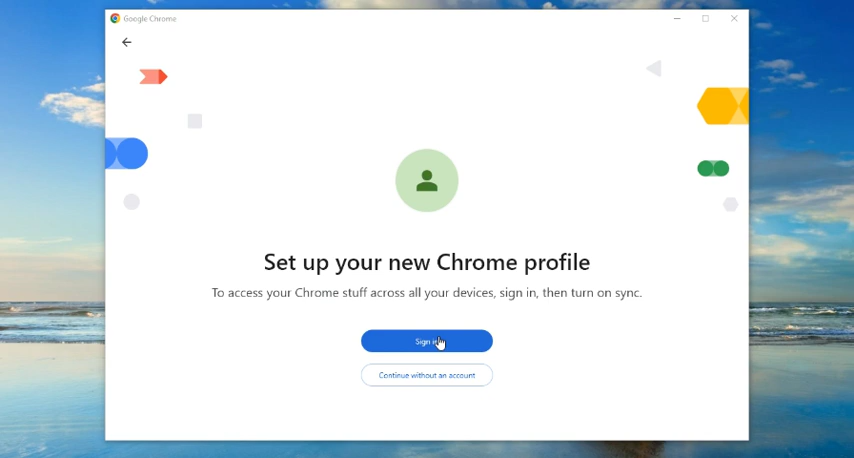 Google Chrome
Set up your new Chrome profile
To access your Chrome stuff across all your devices, sign in, then turn on sync.
Sign in
Continue without an account